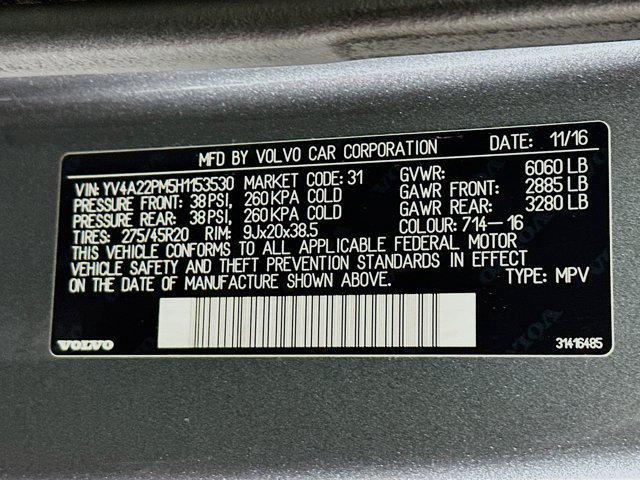 MFD BY VOLVO CAR CORPORATION DATE: 11/16
VIN: YV4A22PM5H1153530 MARKET CODE: 31 GVWR: 6060 LB
PRESSURE FRONT: 38 PSI, 260 KPA COLD GAWR FRONT: 2885 LB
PRESSURE REAR: 38 PSI, 260 KPA COLD GAWR REAR: 3280 LB
TIRES: 275/45R20 RIM: 9Jx20x38.5 COLOUR: 714-16
THIS VEHICLE CONFORMS TO ALL APPLICABLE FEDERAL MOTOR
VEHICLE SAFETY AND THEFT PREVENTION STANDARDS IN EFFECT
ON THE DATE OF MANUFACTURE SHOWN ABOVE. TYPE: MPV
VOLVO 31416485